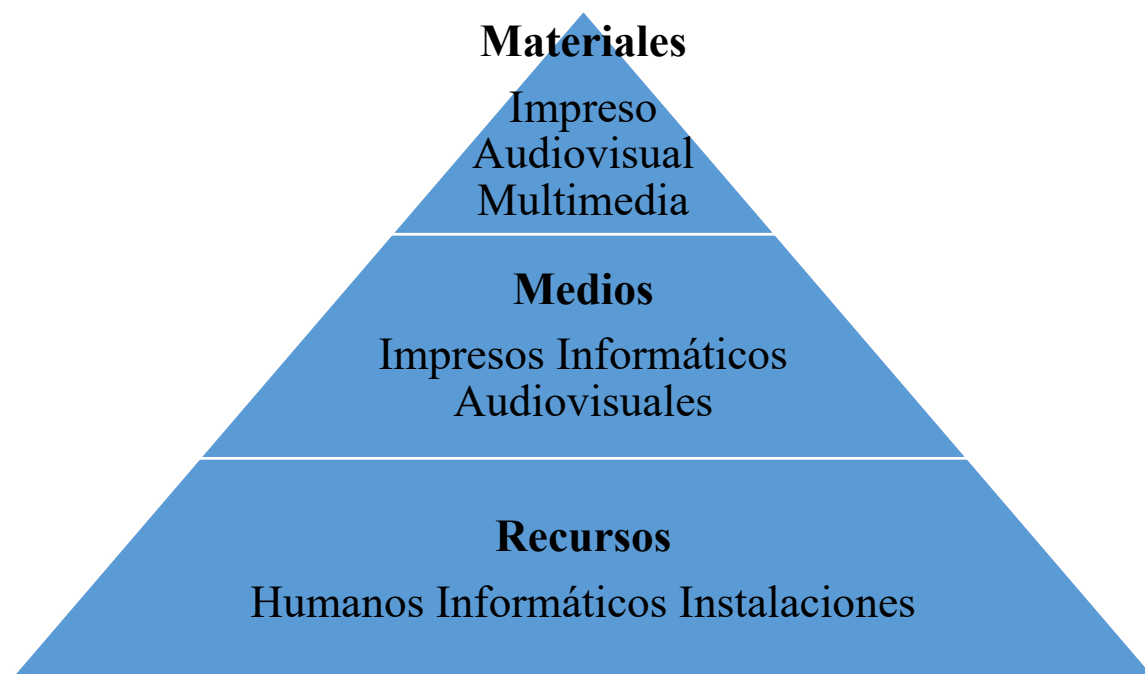 Materiales
Impreso
Audiovisual
Multimedia
Medios
Impresos Informáticos
Audiovisuales
Recursos
Humanos Informáticos Instalaciones